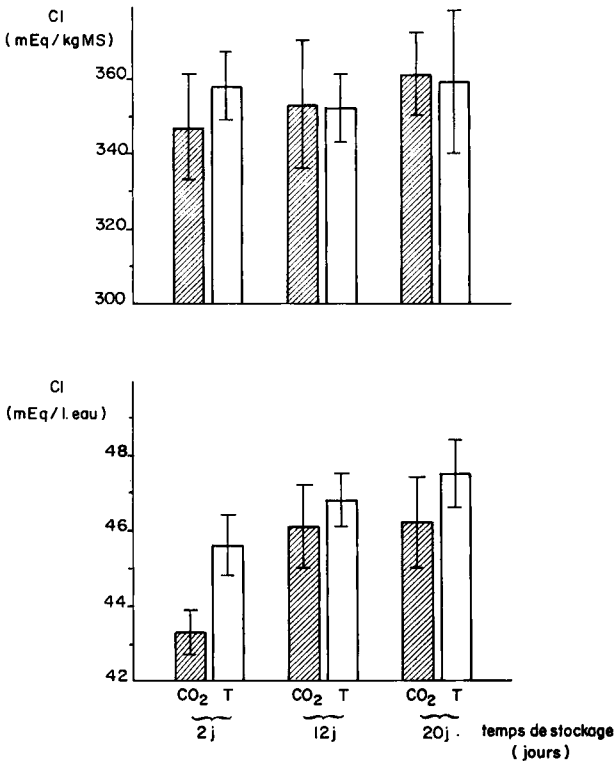 Cl
(mEq/kgMS)
360
340
320
300
Cl
(mEq/l.eau)
48
46
44
42
CO₂ T CO₂ T CO₂ T
2j 12j 20j. temps de stockage
(jours)